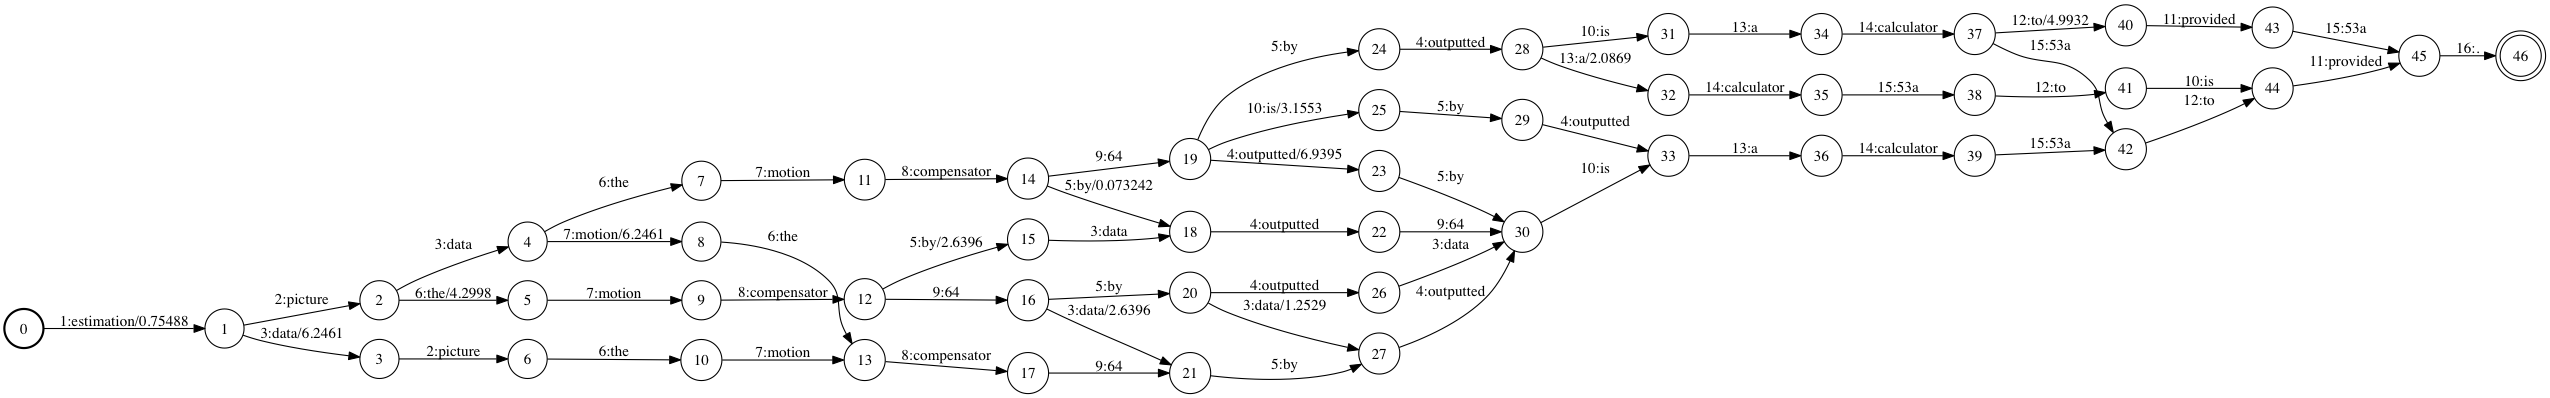 0
1:estimation/0.75488
1
2:picture
3:data/6.2461
2
3:data
6:the/4.2998
3
2:picture
4
6:the
7:motion/6.2461
5
7:motion
6
6:the
7
7:motion
8
6:the
9
8:compensator
10
7:motion
11
8:compensator
12
5:by/2.6396
9:64
13
8:compensator
14
9:64
5:by/0.073242
15
3:data
16
5:by
3:data/2.6396
17
9:64
18
4:outputted
19
5:by
10:is/3.1553
4:outputted/6.9395
20
4:outputted
3:data/1.2529
21
5:by
22
9:64
23
5:by
24
4:outputted
25
5:by
26
3:data
27
4:outputted
28
10:is
13:a/2.0869
29
4:outputted
30
10:is
31
13:a
32
14:calculator
33
13:a
34
14:calculator
35
15:53a
36
14:calculator
37
12:to/4.9932
15:53a
38
12:to
39
15:53a
40
11:provided
41
10:is
42
12:to
43
15:53a
44
11:provided
45
16:.
46